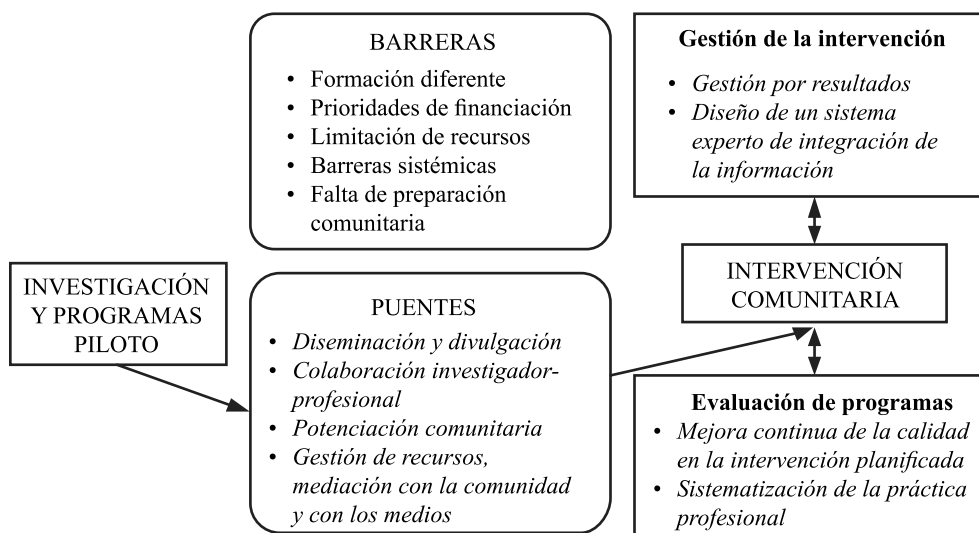 BARRERAS
• Formación diferente
• Prioridades de financiación
• Limitación de recursos
• Barreras sistémicas
• Falta de preparación
comunitaria
Gestión de la intervención
• Gestión por resultados
• Diseño de un sistema
experto de integración de
la información
INVESTIGACIÓN
Y PROGRAMAS
PILOTO
PUENTES
• Diseminación y divulgación
• Colaboración investigador-
profesional
• Potenciación comunitaria
• Gestión de recursos,
mediación con la comunidad
y con los medios
INTERVENCIÓN
COMUNITARIA
Evaluación de programas
• Mejora continua de la calidad
en la intervención planificada
• Sistematización de la práctica
profesional